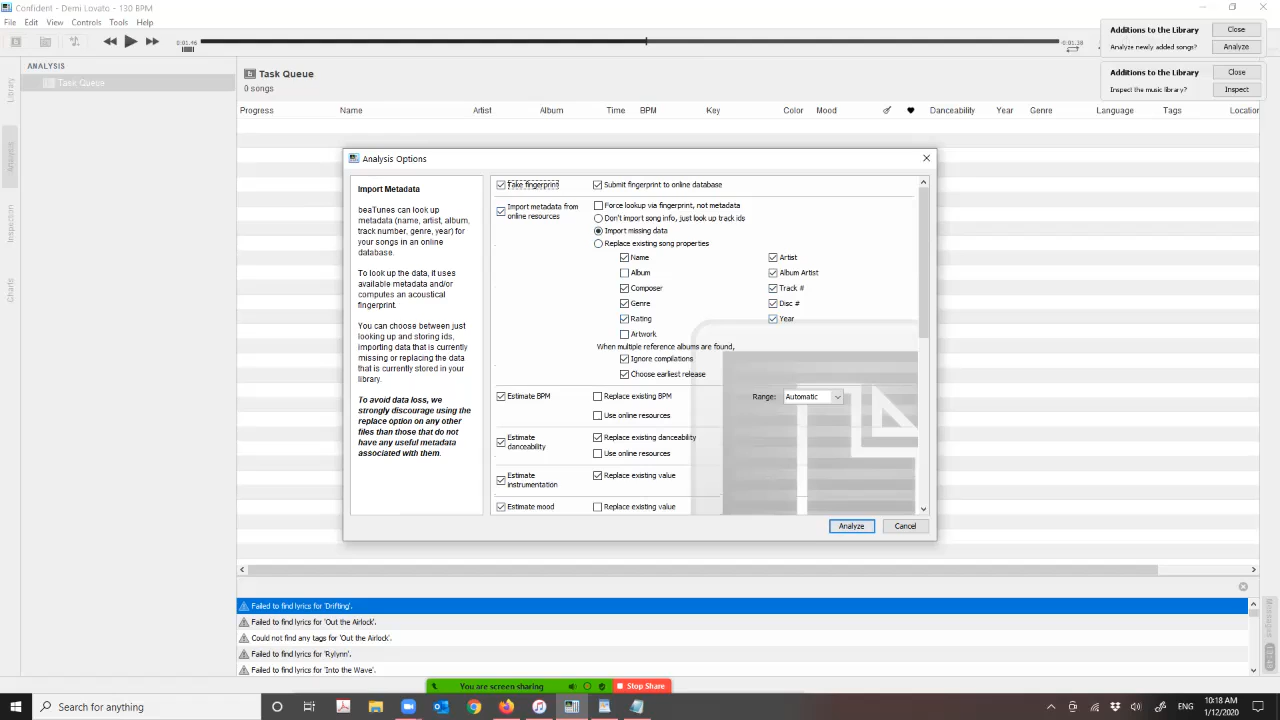 Confident - Demi Lovato - 130 BPM
File Edit View Controls Tools Help
0:01.46
-0:01.39
Additions to the Library Close
Analyze newly added songs? Analyze
Additions to the Library Close
Inspect the music library? Inspect
ANALYSIS
Task Queue
Library
Analysis
Inspection
Charts
Task Queue
0 songs
Progress Name Artist Album Time BPM Key Color Mood Danceability Year Genre Language Tags Location
Analysis Options
Import Metadata
beaTunes can look up
metadata (name, artist, album,
track number, genre, year) for
your songs in an online
database.
To look up the data, it uses
available metadata and/or
computes an acoustical
fingerprint.
You can choose between just
looking up and storing ids,
importing data that is currently
missing or replacing the data
that is currently stored in your
library.
To avoid data loss, we
strongly discourage using the
replace option on any other
files than those that do not
have any useful metadata
associated with them.
Take fingerprint Submit fingerprint to online database
Import metadata from
online resources
Force lookup via fingerprint, not metadata
Don't import song info, just look up track ids
Import missing data
Replace existing song properties
Name Artist
Album Album Artist
Composer Track #
Genre Disc #
Rating Year
Artwork
When multiple reference albums are found,
Ignore compilations
Choose earliest release
Estimate BPM Replace existing BPM Range: Automatic
Use online resources
Estimate
danceability
Replace existing danceability
Use online resources
Estimate
instrumentation
Replace existing value
Estimate mood Replace existing value
Analyze Cancel
Failed to find lyrics for 'Drifting'.
Failed to find lyrics for 'Out the Airlock'.
Could not find any tags for 'Out the Airlock'.
Failed to find lyrics for 'Rylynn'.
Failed to find lyrics for 'Into the Wave'.
Messages
You are screen sharing Stop Share
Search for anything
ENG
10:18 AM
1/12/2020